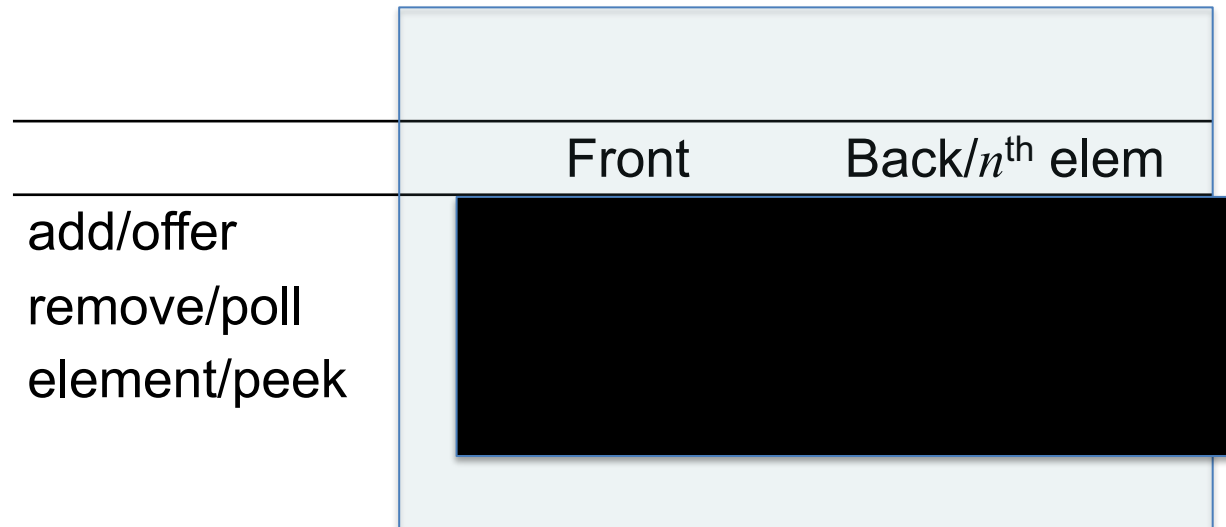 Front Back/nth elem
add/offer
remove/poll
element/peek